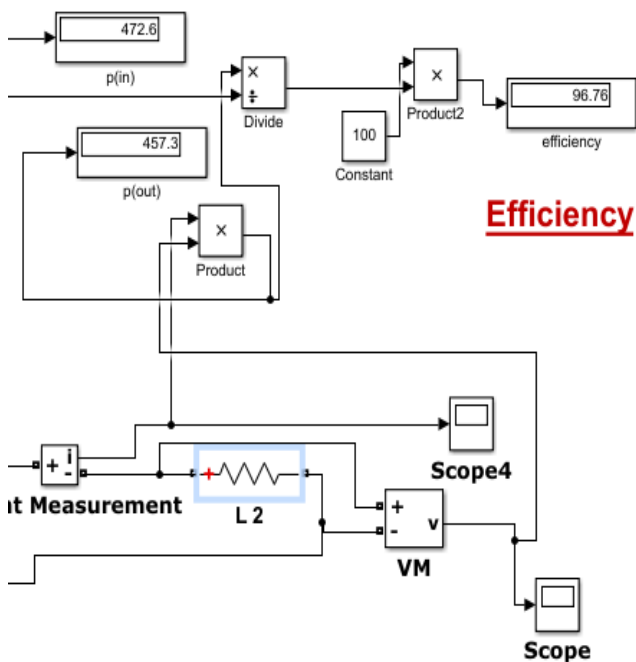 472.6
p(in)
×
÷
Divide
×
Product2
96.76
efficiency
100
Constant
457.3
p(out)
Efficiency
×
Product
i
+
-
nt Measurement
+
L 2
Scope4
+
-
v
VM
Scope